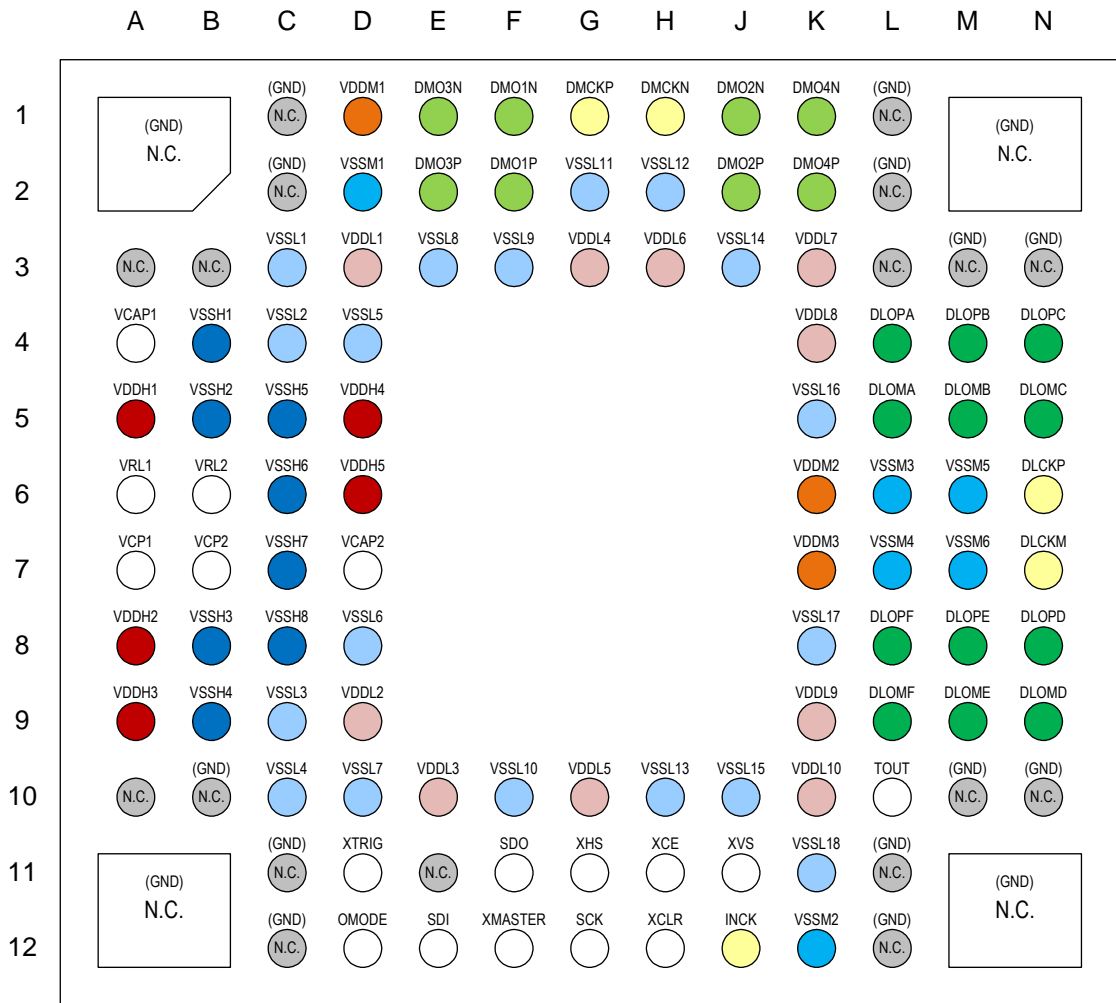 A B C D E F G H J K L M N
(GND) VDDM1 DMO3N DMO1N DMCKP DMCKN DMO2N DMO4N (GND)
1 (GND) N.C. N.C. (GND)
N.C. N.C.
(GND) VSSM1 DMO3P DMO1P VSSL11 VSSL12 DMO2P DMO4P (GND)
2 N.C. N.C.
VSSL1 VDDL1 VSSL8 VSSL9 VDDL4 VDDL6 VSSL14 VDDL7 (GND) (GND)
3 N.C. N.C. N.C. N.C. N.C.
VCAP1 VSSH1 VSSL2 VSSL5 VDDL8 DLOPA DLOPB DLOPC
4
VDDH1 VSSH2 VSSH5 VDDH4 VSSL16 DLOMA DLOMB DLOMC
5
VRL1 VRL2 VSSH6 VDDH5 VDDM2 VSSM3 VSSM5 DLCKP
6
VCP1 VCP2 VSSH7 VCAP2 VDDM3 VSSM4 VSSM6 DLCKM
7
VDDH2 VSSH3 VSSH8 VSSL6 VSSL17 DLOPF DLOPE DLOPD
8
VDDH3 VSSH4 VSSL3 VDDL2 VDDL9 DLOMF DLOME DLOMD
9
(GND) VSSL4 VSSL7 VDDL3 VSSL10 VDDL5 VSSL13 VSSL15 VDDL10 TOUT (GND) (GND)
10 N.C. N.C. N.C. N.C.
(GND) XTRIG SDO XHS XCE XVS VSSL18 (GND)
11 (GND) N.C. N.C. N.C. (GND)
N.C. N.C.
(GND) OMODE SDI XMASTER SCK XCLR INCK VSSM2 (GND)
12 N.C. N.C.